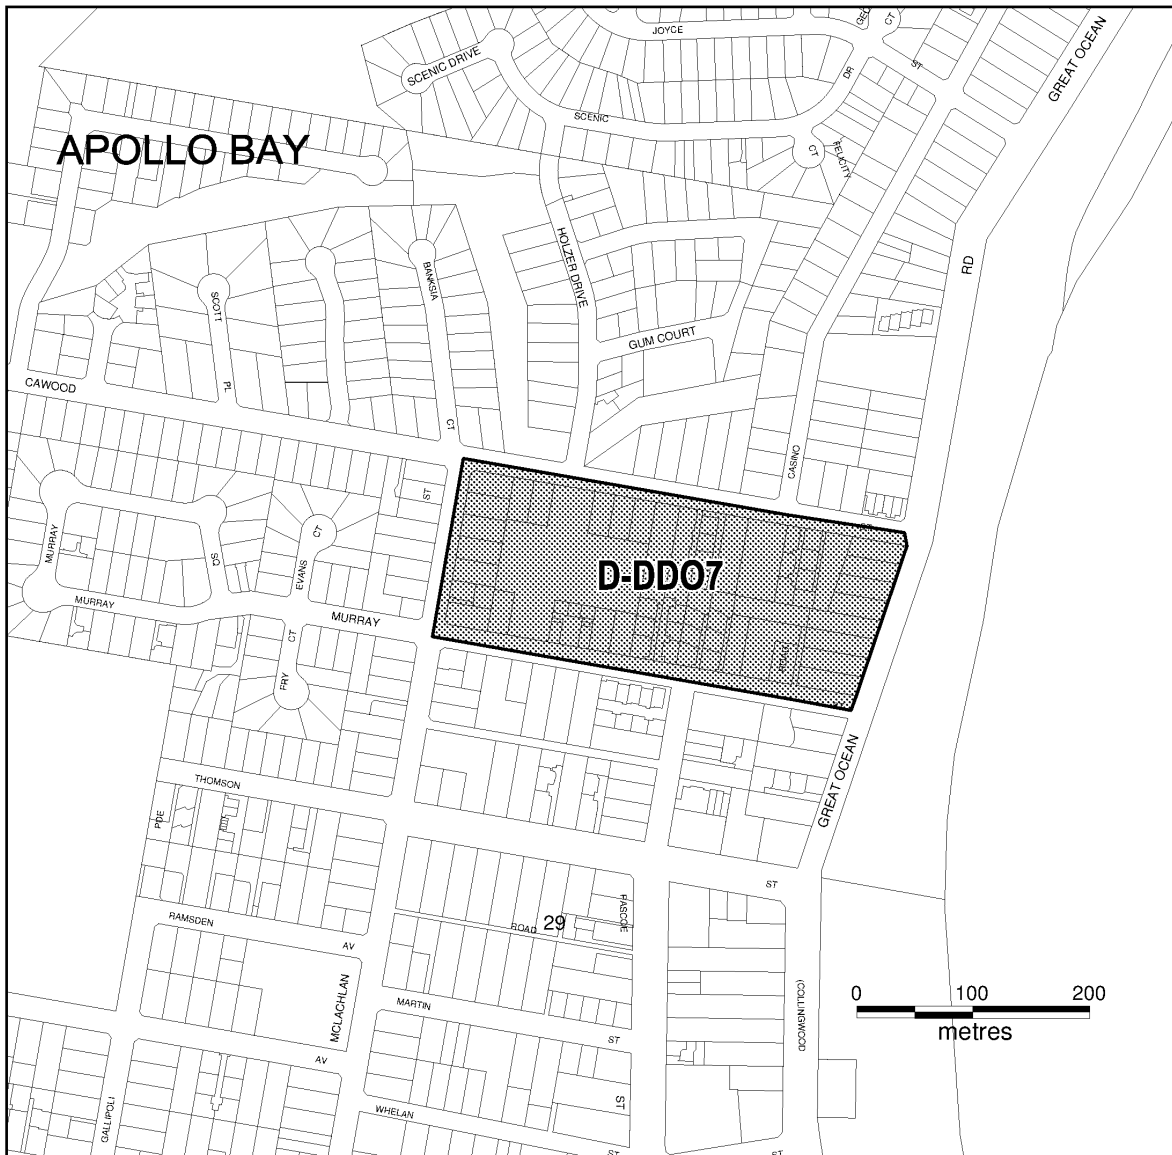 JOYCE
GEO
CT
GREAT OCEAN
SCENIC DRIVE
DR
ST
SCENIC
APOLLO BAY
CT
FELICITY
HOLZER DRIVE
RD
BANKSIA
SCOTT
GUM COURT
CAWOOD
PL
CT
CASINO
ST
MURRAY
SQ
EVANS
CT
D-DDO7
MURRAY
MURRAY
CT
FRY
GREAT OCEAN
THOMSON
PDE
ST
RAMSDEN
AV
ROAD
29
PASCOE
MCLACHLAN
MARTIN
ST
(COLLINGWOOD
0 100 200
metres
AV
GALLIPOLI
WHELAN
ST
ST
ST